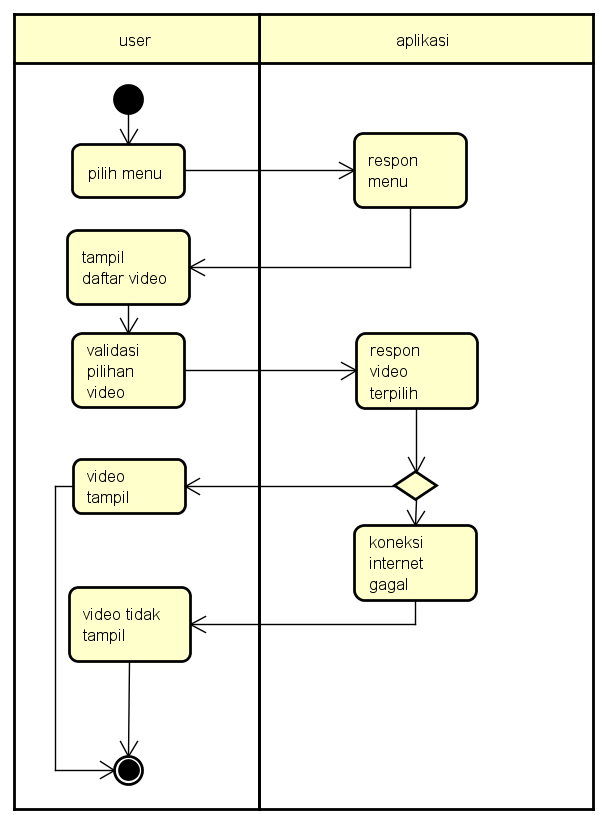 user
aplikasi
pilih menu
respon
menu
tampil
daftar video
validasi
pilihan
video
respon
video
terpilih
video
tampil
koneksi
internet
gagal
video tidak
tampil